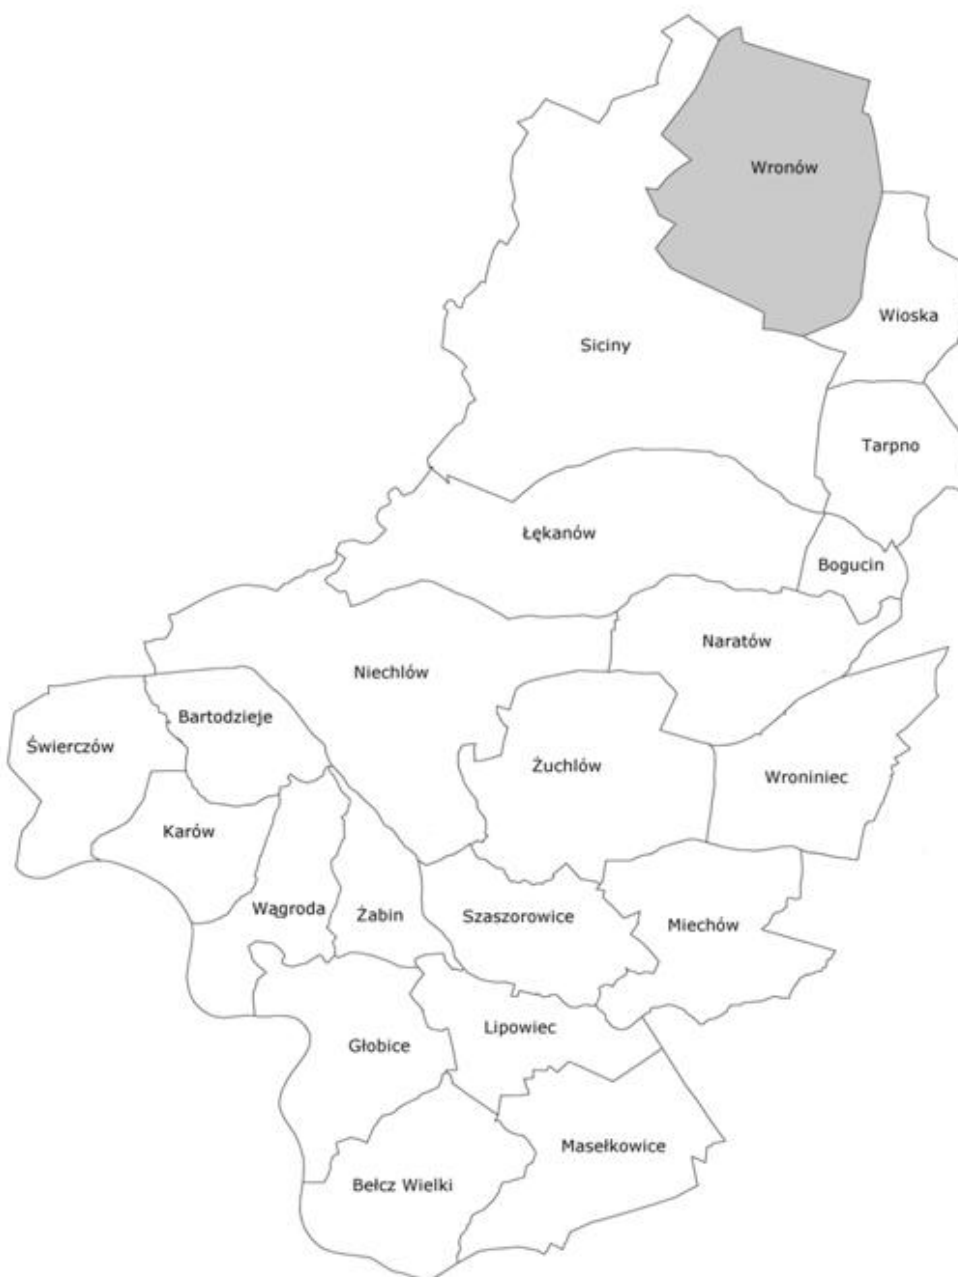 Wronów
Wioska
Siciny
Tarpno
Łękanów
Bogucin
Naratów
Niechlów
Bartodzieje
Świerczów
Żuchlów
Wroniniec
Karów
Wągroda
Żabin
Szaszorowice
Miechów
Lipowiec
Głobice
Masełkowice
Bełcz Wielki